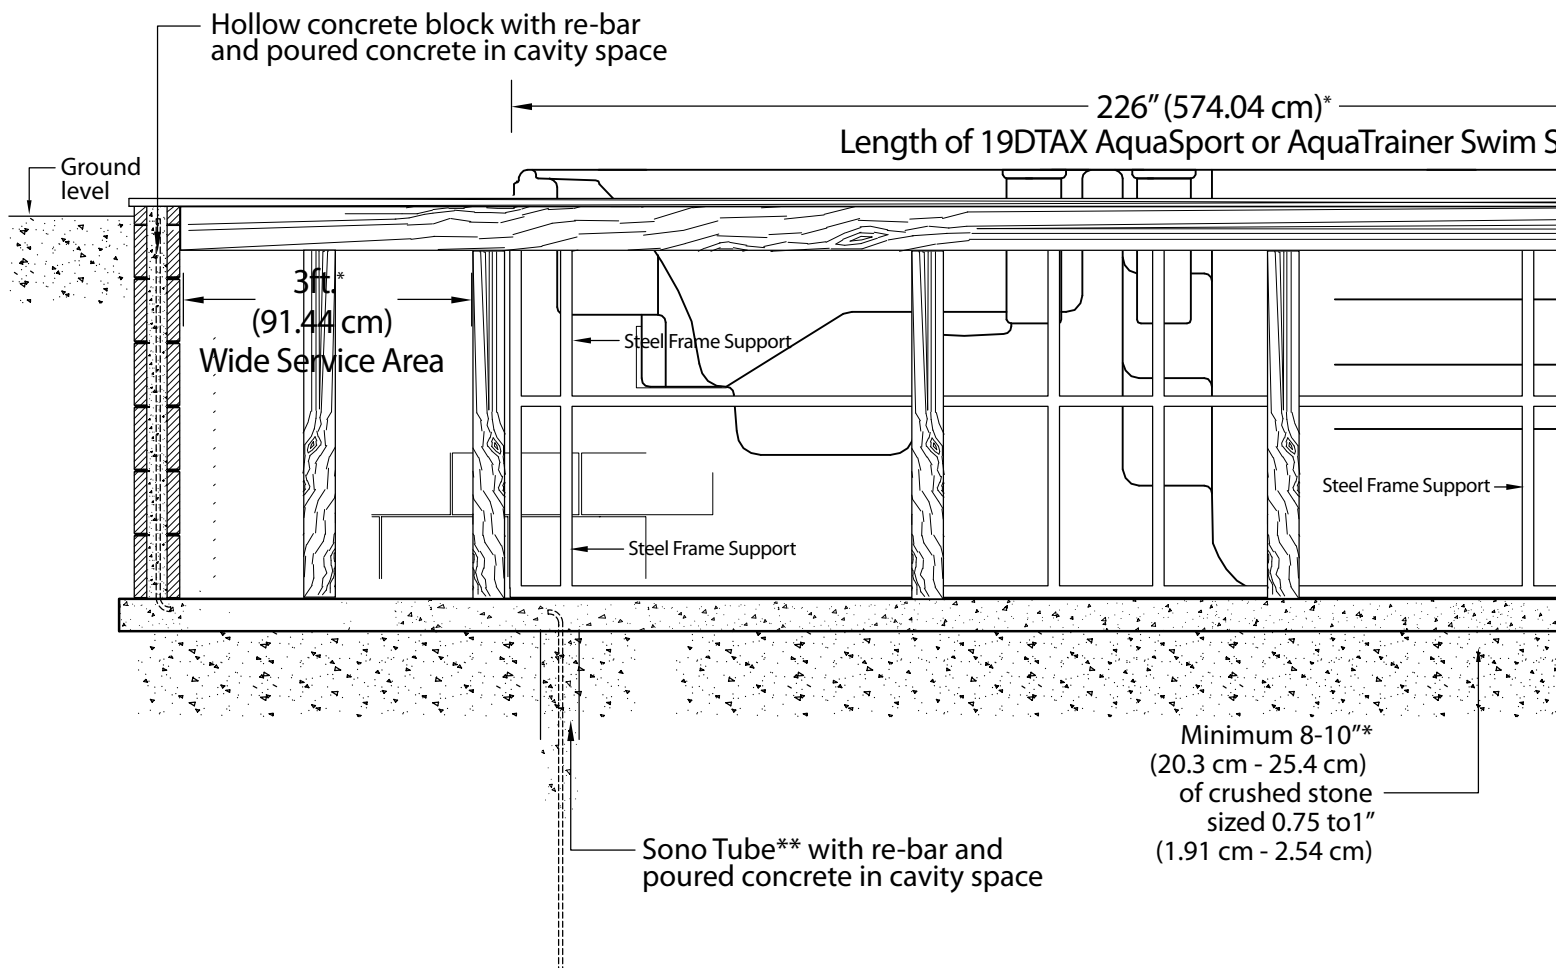 Hollow concrete block with re-bar
and poured concrete in cavity space
226” (574.04 cm)*
Length of 19DTAX AquaSport or AquaTrainer Swim S
Ground
level
3ft.*
(91.44 cm)
Wide Service Area
Steel Frame Support
Steel Frame Support
Steel Frame Support
Minimum 8-10”*
(20.3 cm - 25.4 cm)
of crushed stone
sized 0.75 to1”
(1.91 cm - 2.54 cm)
Sono Tube** with re-bar and
poured concrete in cavity space